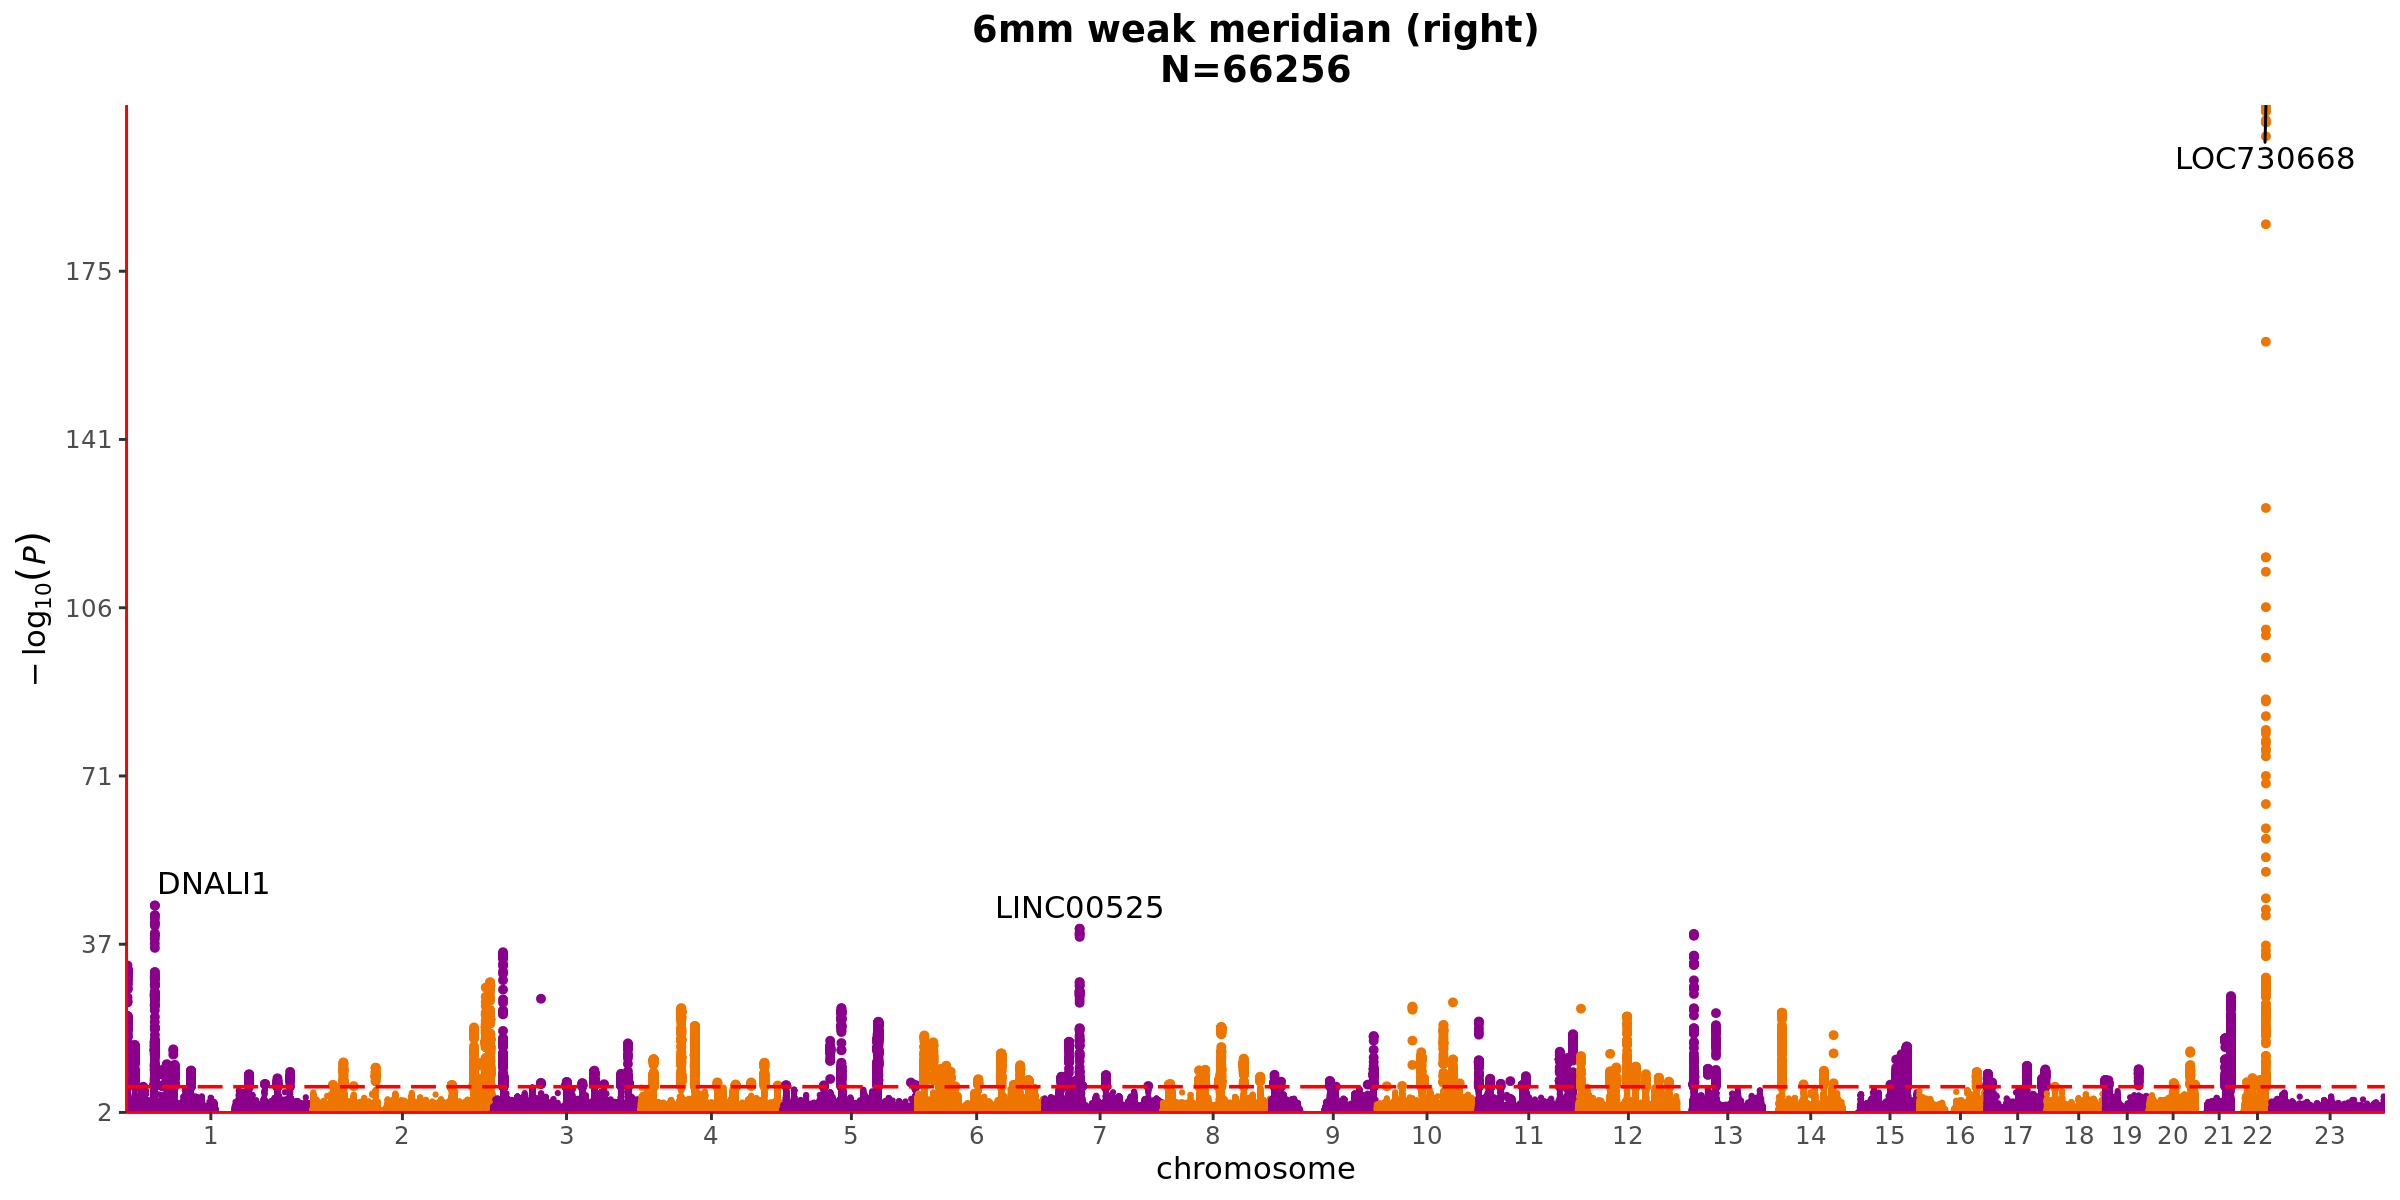 6mm weak meridian (right)
N=66256
LOC730668
175
141
− log10(P)
106
71
DNALI1
LINC00525
37
2
1 2 3 4 5 6 7 8 9 10 11 12 13 14 15 16 17 18 19 20 21 22 23
chromosome